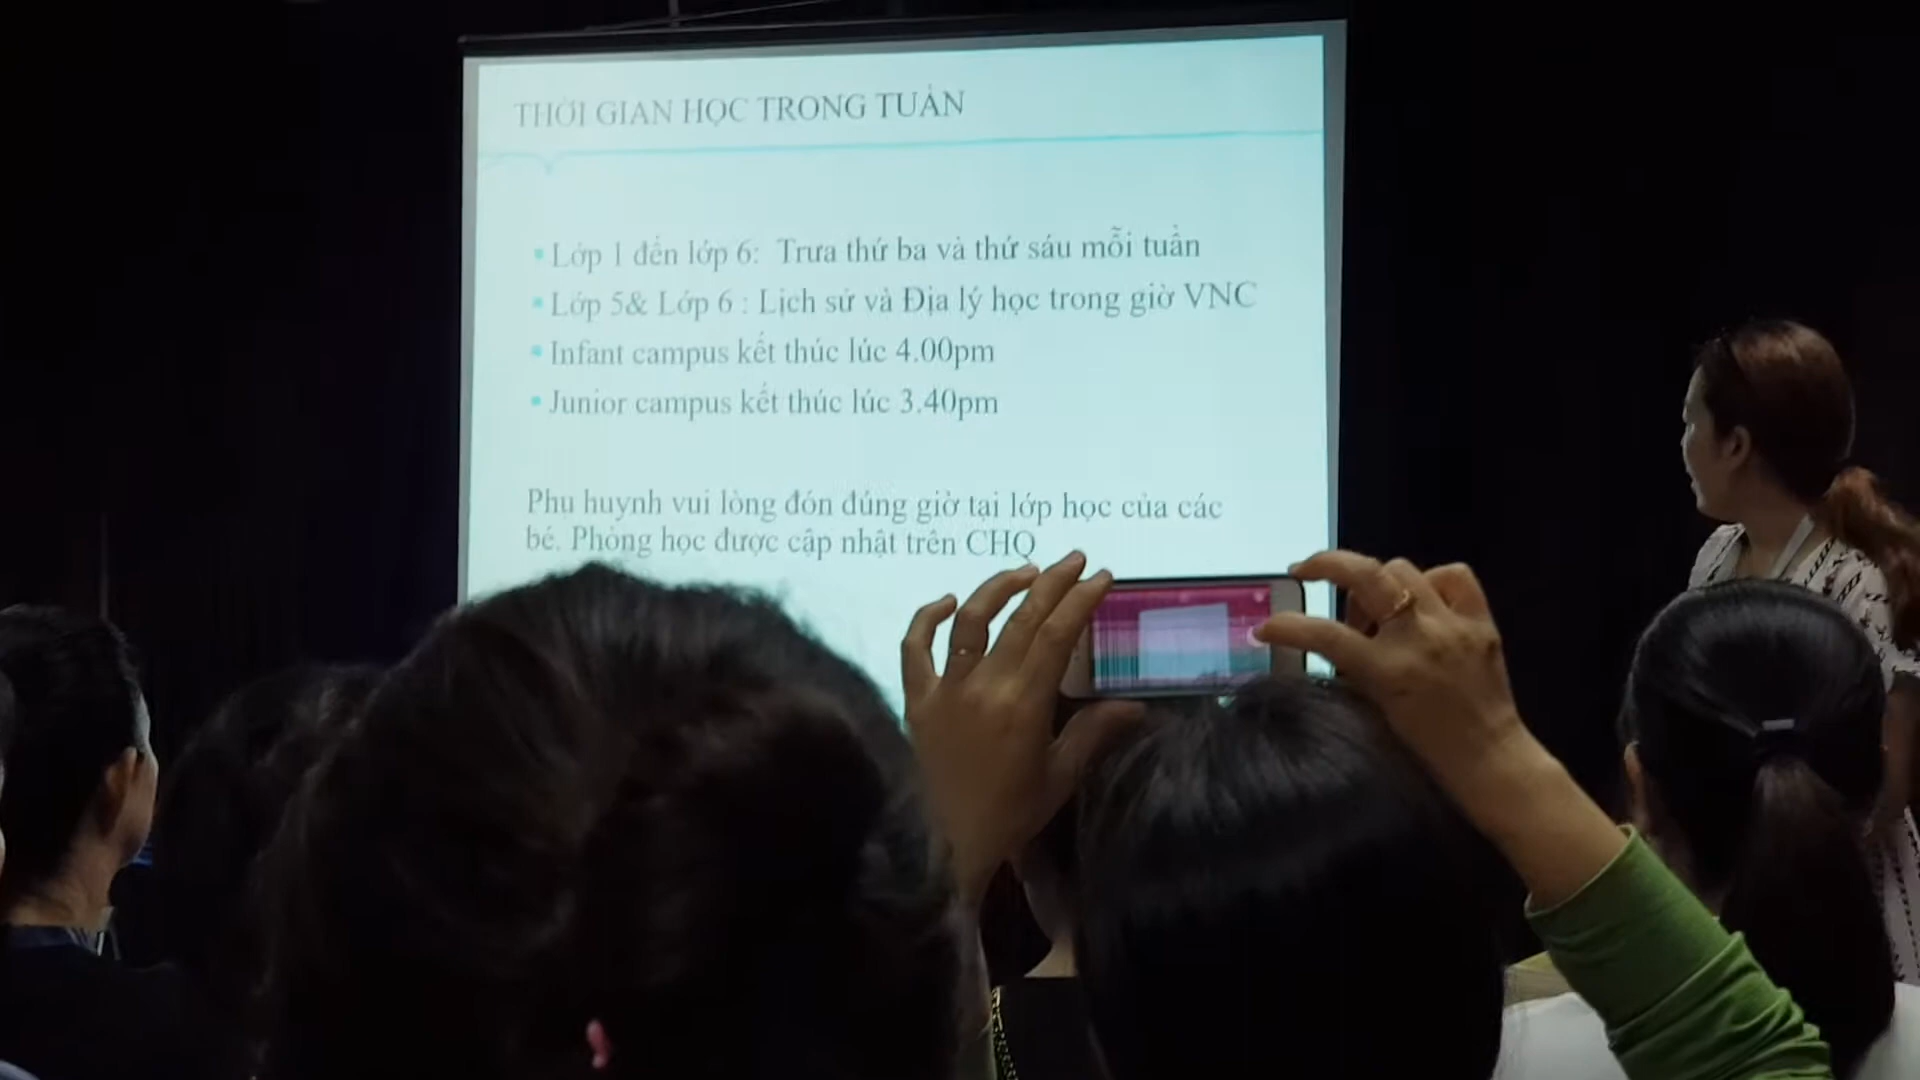 THỜI GIAN HỌC TRONG TUẦN
Lớp 1 đến lớp 6: Trưa thứ ba và thứ sáu mỗi tuần
Lớp 5& Lớp 6 : Lịch sử và Địa lý học trong giờ VNC
Infant campus kết thúc lúc 4.00pm
Junior campus kết thúc lúc 3.40pm
Phụ huynh vui lòng đón đúng giờ tại lớp học của các
bé. Phòng học được cập nhật trên CHQ